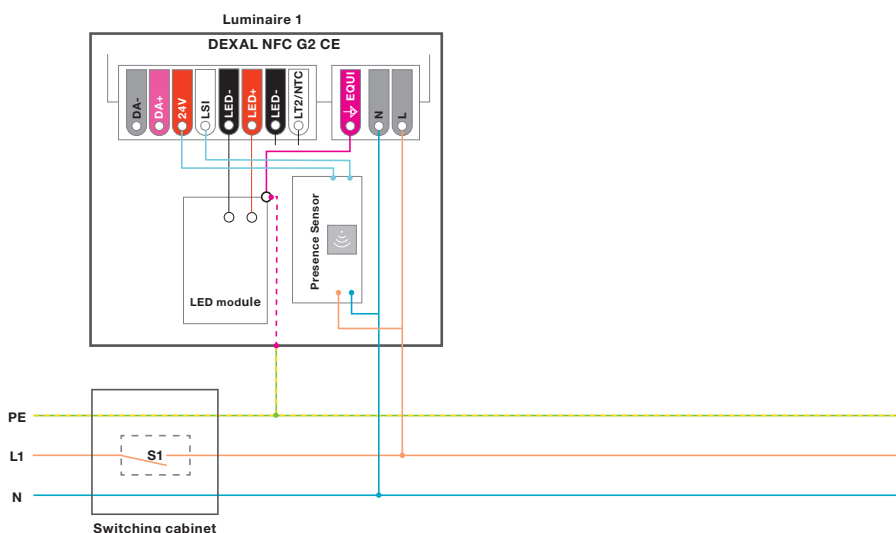 Luminaire 1
DEXAL NFC G2 CE
DA-
DA+
24V
LSI
LED-
LED+
LED-
LT2/NTC
EQUI
N
L
Presence Sensor
LED module
PE
L1
S1
N
Switching cabinet